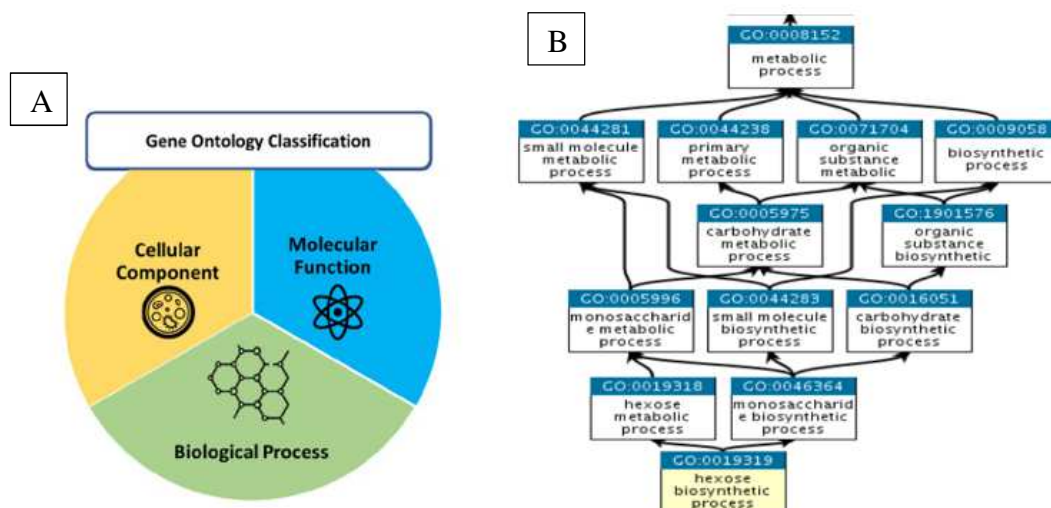 A
Gene Ontology Classification
Cellular
Component
Molecular
Function
Biological Process
B
GO:0008152
metabolic
process
GO:0044281
small molecule
metabolic
process
GO:0044238
primary
metabolic
process
GO:0071704
organic
substance
metabolic
GO:0009058
biosynthetic
process
GO:0005975
carbohydrate
metabolic
process
GO:1901576
organic
substance
biosynthetic
GO:0005996
monosaccharid
e metabolic
process
GO:0044283
small molecule
biosynthetic
process
GO:0016051
carbohydrate
biosynthetic
process
GO:0019318
hexose
metabolic
process
GO:0046364
monosaccharid
e biosynthetic
process
GO:0019319
hexose
biosynthetic
process